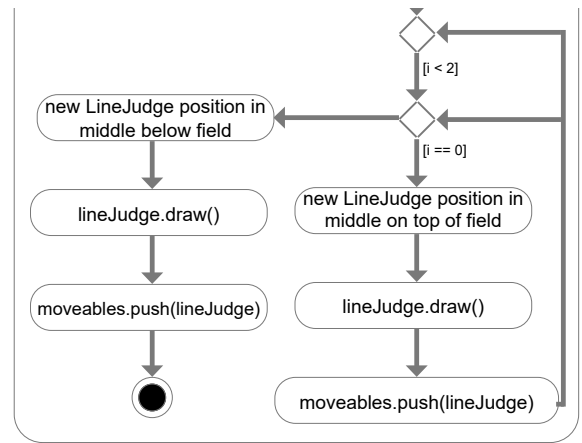 [i < 2]
new LineJudge position in
middle below field
[i == 0]
new LineJudge position in
middle on top of field
lineJudge.draw()
lineJudge.draw()
moveables.push(lineJudge)
moveables.push(lineJudge)